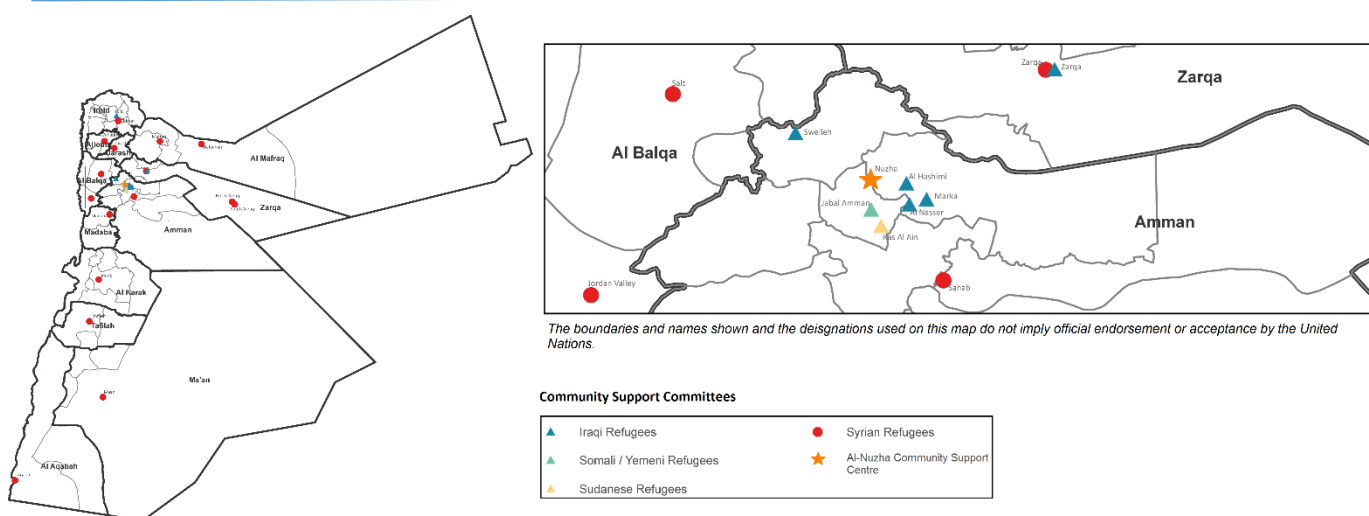 Irbid
Ajloun
Jarash
Al Mafraq
Al Balqa
Zarqa
Amman
Madaba
Al Karak
Tafilah
Ma'an
Al Aqabah
Zarqa
Zarqa
Zarqa
Salt
Sweileh
Al Balqa
Nuzha
Al Hashlmi
Marka
Jabal Amman
Al Nasser
Amman
Ras Al Ain
Jordan Valley
Sahab
The boundaries and names shown and the deisgnations used on this map do not imply official endorsement or acceptance by the United
Nations.
Community Support Committees
Iraqi Refugees
Syrian Refugees
Somali / Yemeni Refugees
Al-Nuzha Community Support
Centre
Sudanese Refugees